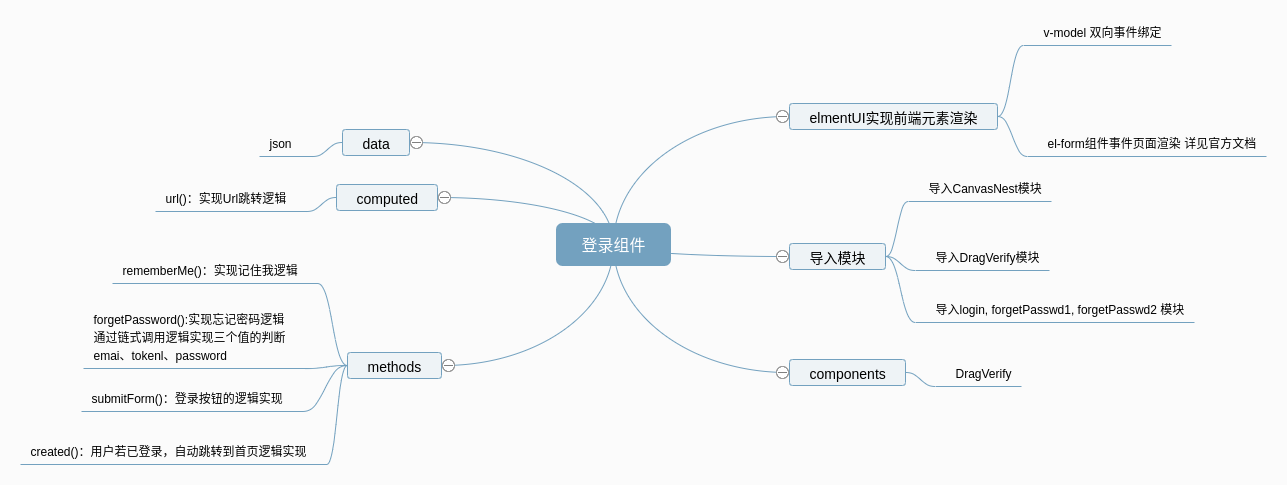 登录组件
elmentUI实现前端元素渲染
v-model 双向事件绑定
el-form组件事件页面渲染 详见官方文档
导入模块
导入CanvasNest模块
导入DragVerify模块
导入login, forgetPasswd1, forgetPasswd2 模块
components
DragVerify
data
json
computed
url()：实现Url跳转逻辑
methods
rememberMe()：实现记住我逻辑
forgetPassword():实现忘记密码逻辑
通过链式调用逻辑实现三个值的判断
emai、tokenl、password
submitForm()：登录按钮的逻辑实现
created()：用户若已登录，自动跳转到首页逻辑实现